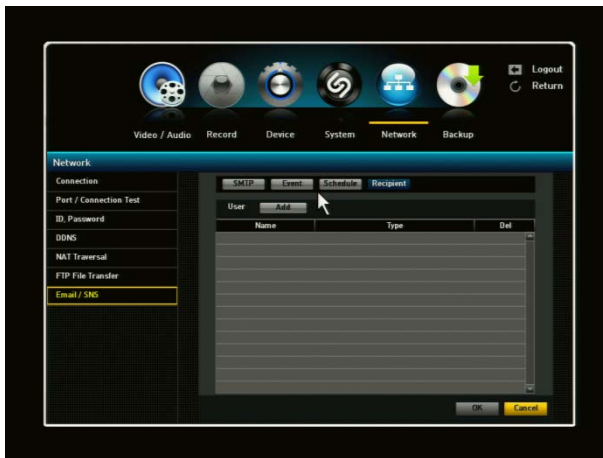 Logout
Return
Video / Audio Record Device System Network Backup
Network
Connection
Port / Connection Test
ID, Password
DDNS
NAT Traversal
FTP File Transfer
Email / SNS
SMTP Event Schedule Recipient
User Add
Name Type Del
OK Cancel